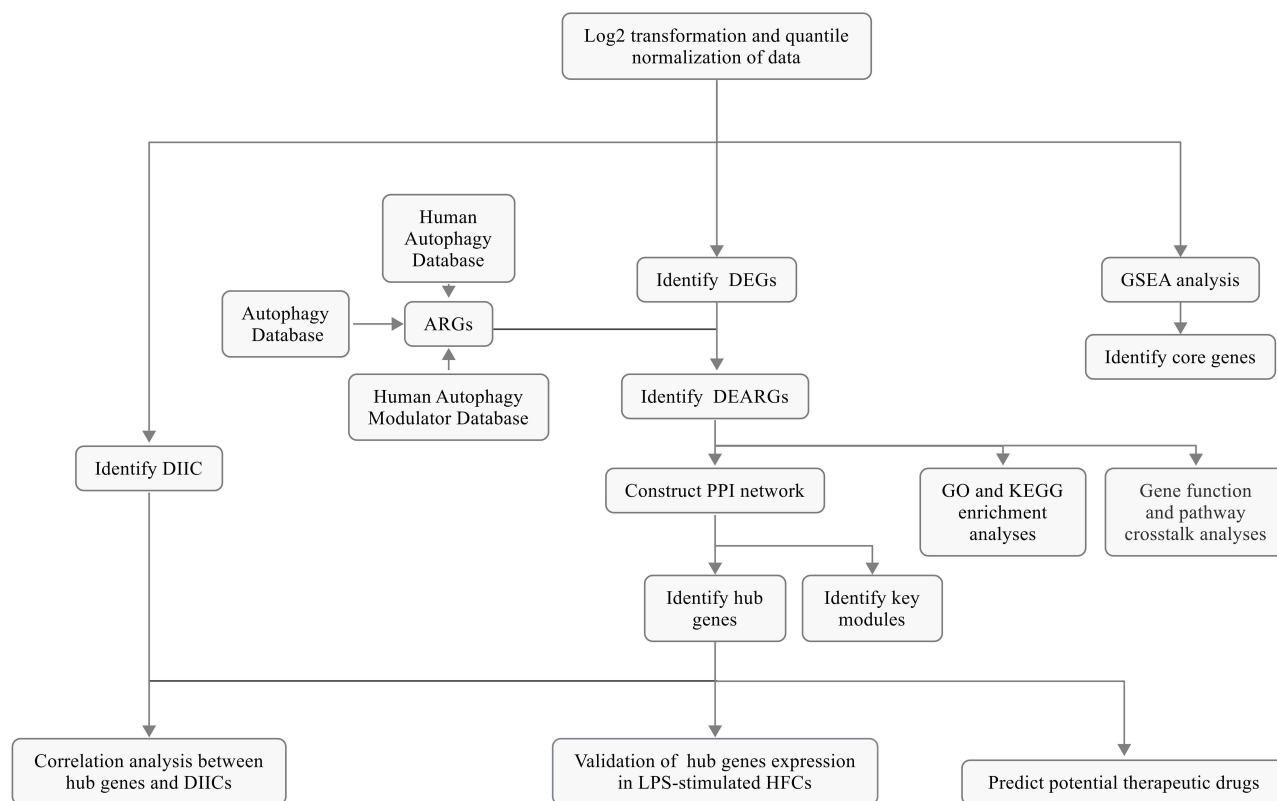 Log2 transformation and quantile
normalization of data
Human
Autophagy
Database
Identify  DEGs
GSEA analysis
Autophagy
Database
ARGs
Identify core genes
Human Autophagy
Modulator Database
Identify  DEARGs
Identify DIIC
Construct PPI network
GO and KEGG
enrichment
analyses
Gene function
and pathway
crosstalk analyses
Identify hub
genes
Identify key
modules
Correlation analysis between
hub genes and DIICs
Validation of  hub genes expression
in LPS-stimulated HFCs
Predict potential therapeutic drugs